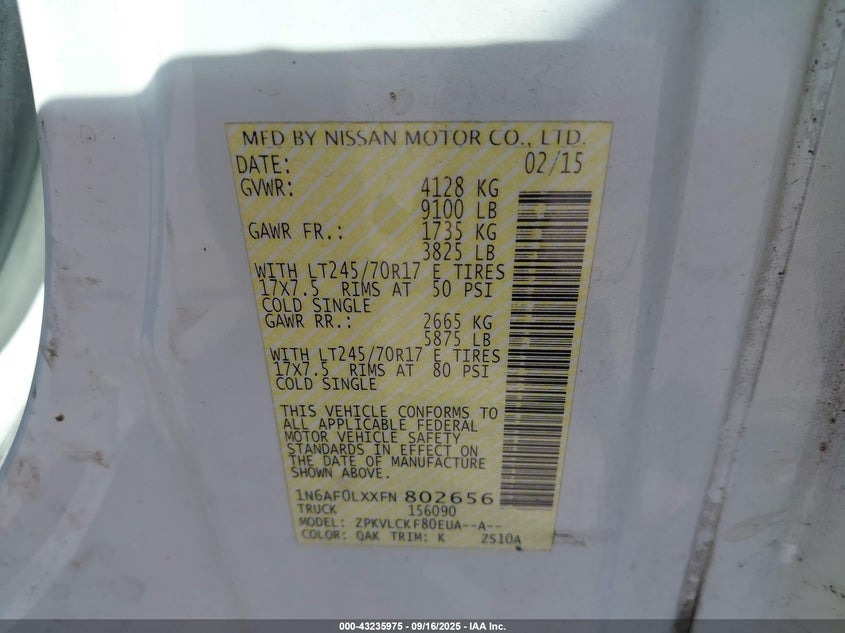 MFD BY NISSAN MOTOR CO., LTD.
DATE: 02/15
GVWR: 4128 KG
9100 LB
GAWR FR.: 1735 KG
3825 LB
WITH LT245/70R17 E TIRES
17X7.5 RIMS AT 50 PSI
COLD SINGLE
GAWR RR.: 2665 KG
5875 LB
WITH LT245/70R17 E TIRES
17X7.5 RIMS AT 80 PSI
COLD SINGLE
THIS VEHICLE CONFORMS TO
ALL APPLICABLE FEDERAL
MOTOR VEHICLE SAFETY
STANDARDS IN EFFECT ON
THE DATE OF MANUFACTURE
SHOWN ABOVE.
1N6AF0LXXFN 802656
TRUCK 156090
MODEL: ZPKVLCKF80EUA--A--
COLOR: QAK TRIM: K ZS10A
000-43235975 - 09/16/2025 - IAA Inc.